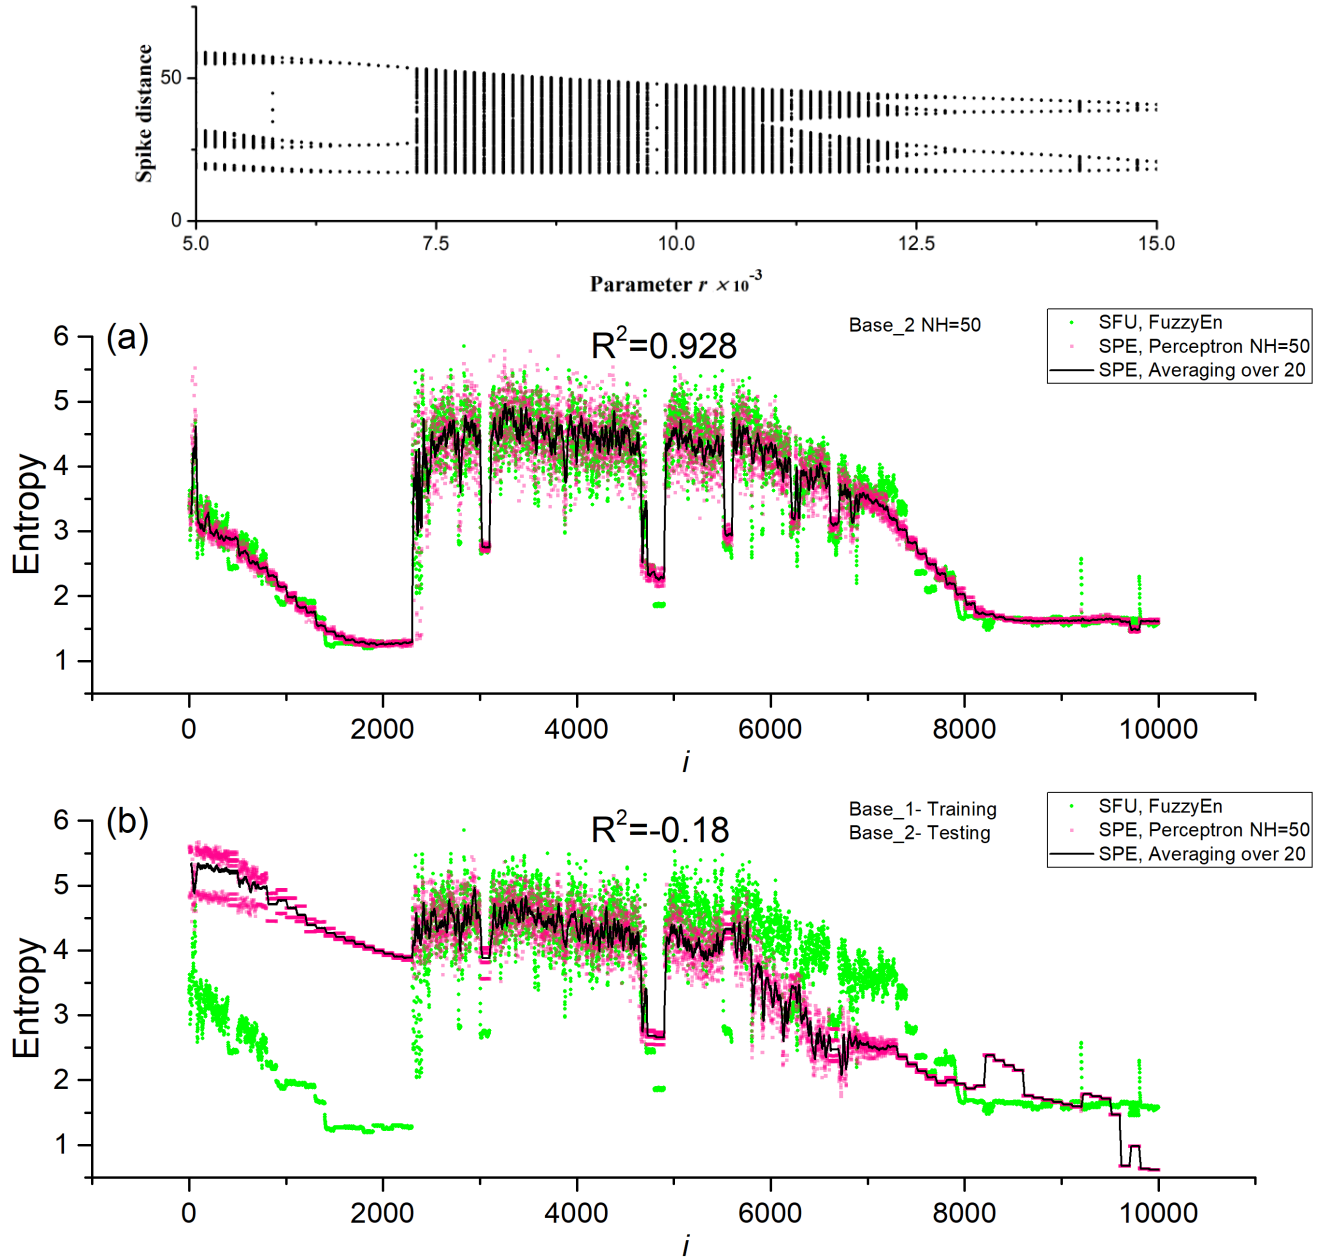 Spike distance
50
0
5.0 7.5 10.0 12.5 15.0
Parameter r ×10⁻³
(a)
R²=0.928
Base_2 NH=50
SFU, FuzzyEn
SPE, Perceptron NH=50
SPE, Averaging over 20
Entropy
6
5
4
3
2
1
0 2000 4000 6000 8000 10000
i
(b)
R²=-0.18
Base_1- Training
Base_2- Testing
SFU, FuzzyEn
SPE, Perceptron NH=50
SPE, Averaging over 20
Entropy
6
5
4
3
2
1
0 2000 4000 6000 8000 10000
i